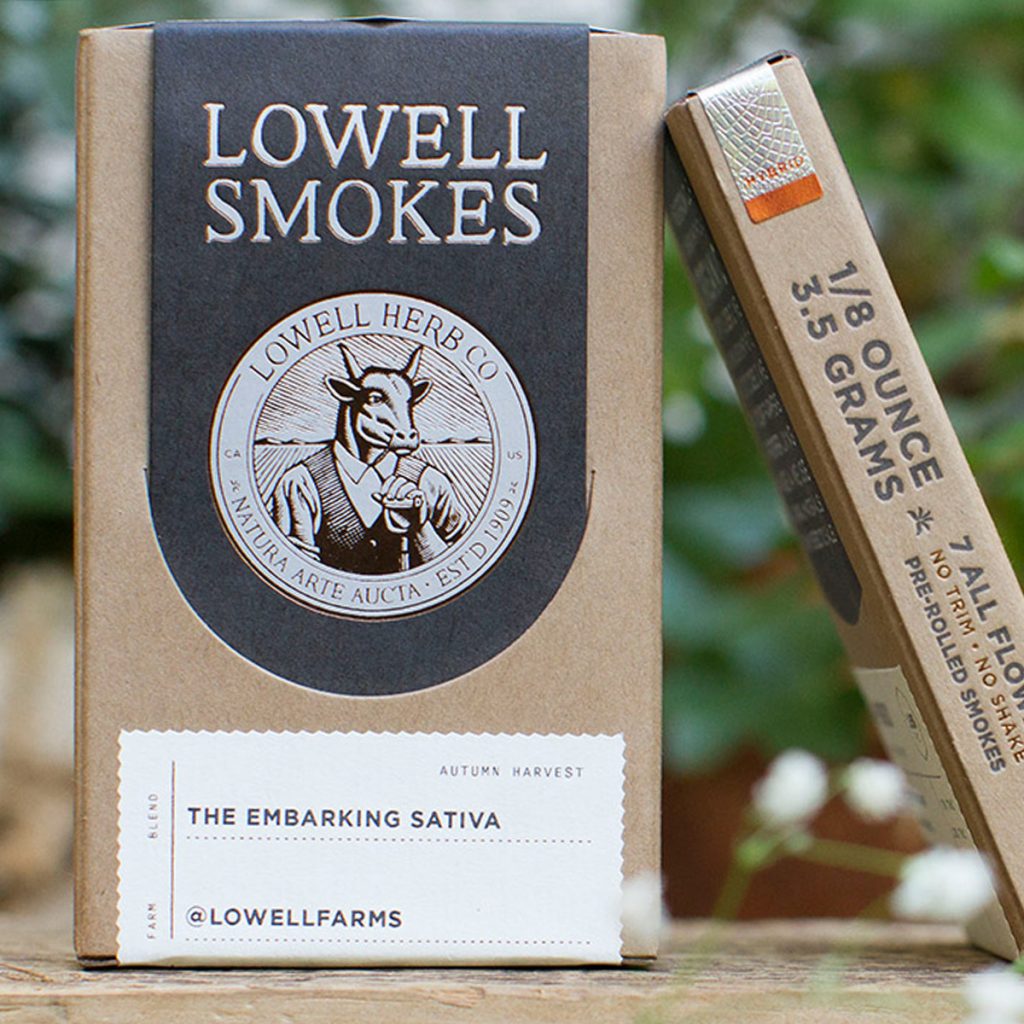 LOWELL
SMOKES
LOWELL HERB CO
CA
US
NATURA ARTE AUCTA · EST'D 1909
AUTUMN HARVEST
BLEND
THE EMBARKING SATIVA
FARM
@LOWELLFARMS
HYBRID
1/8 OUNCE
3.5 GRAMS
7 ALL FLOW
NO TRIM · NO SHAKE
PRE-ROLLED SMOKES